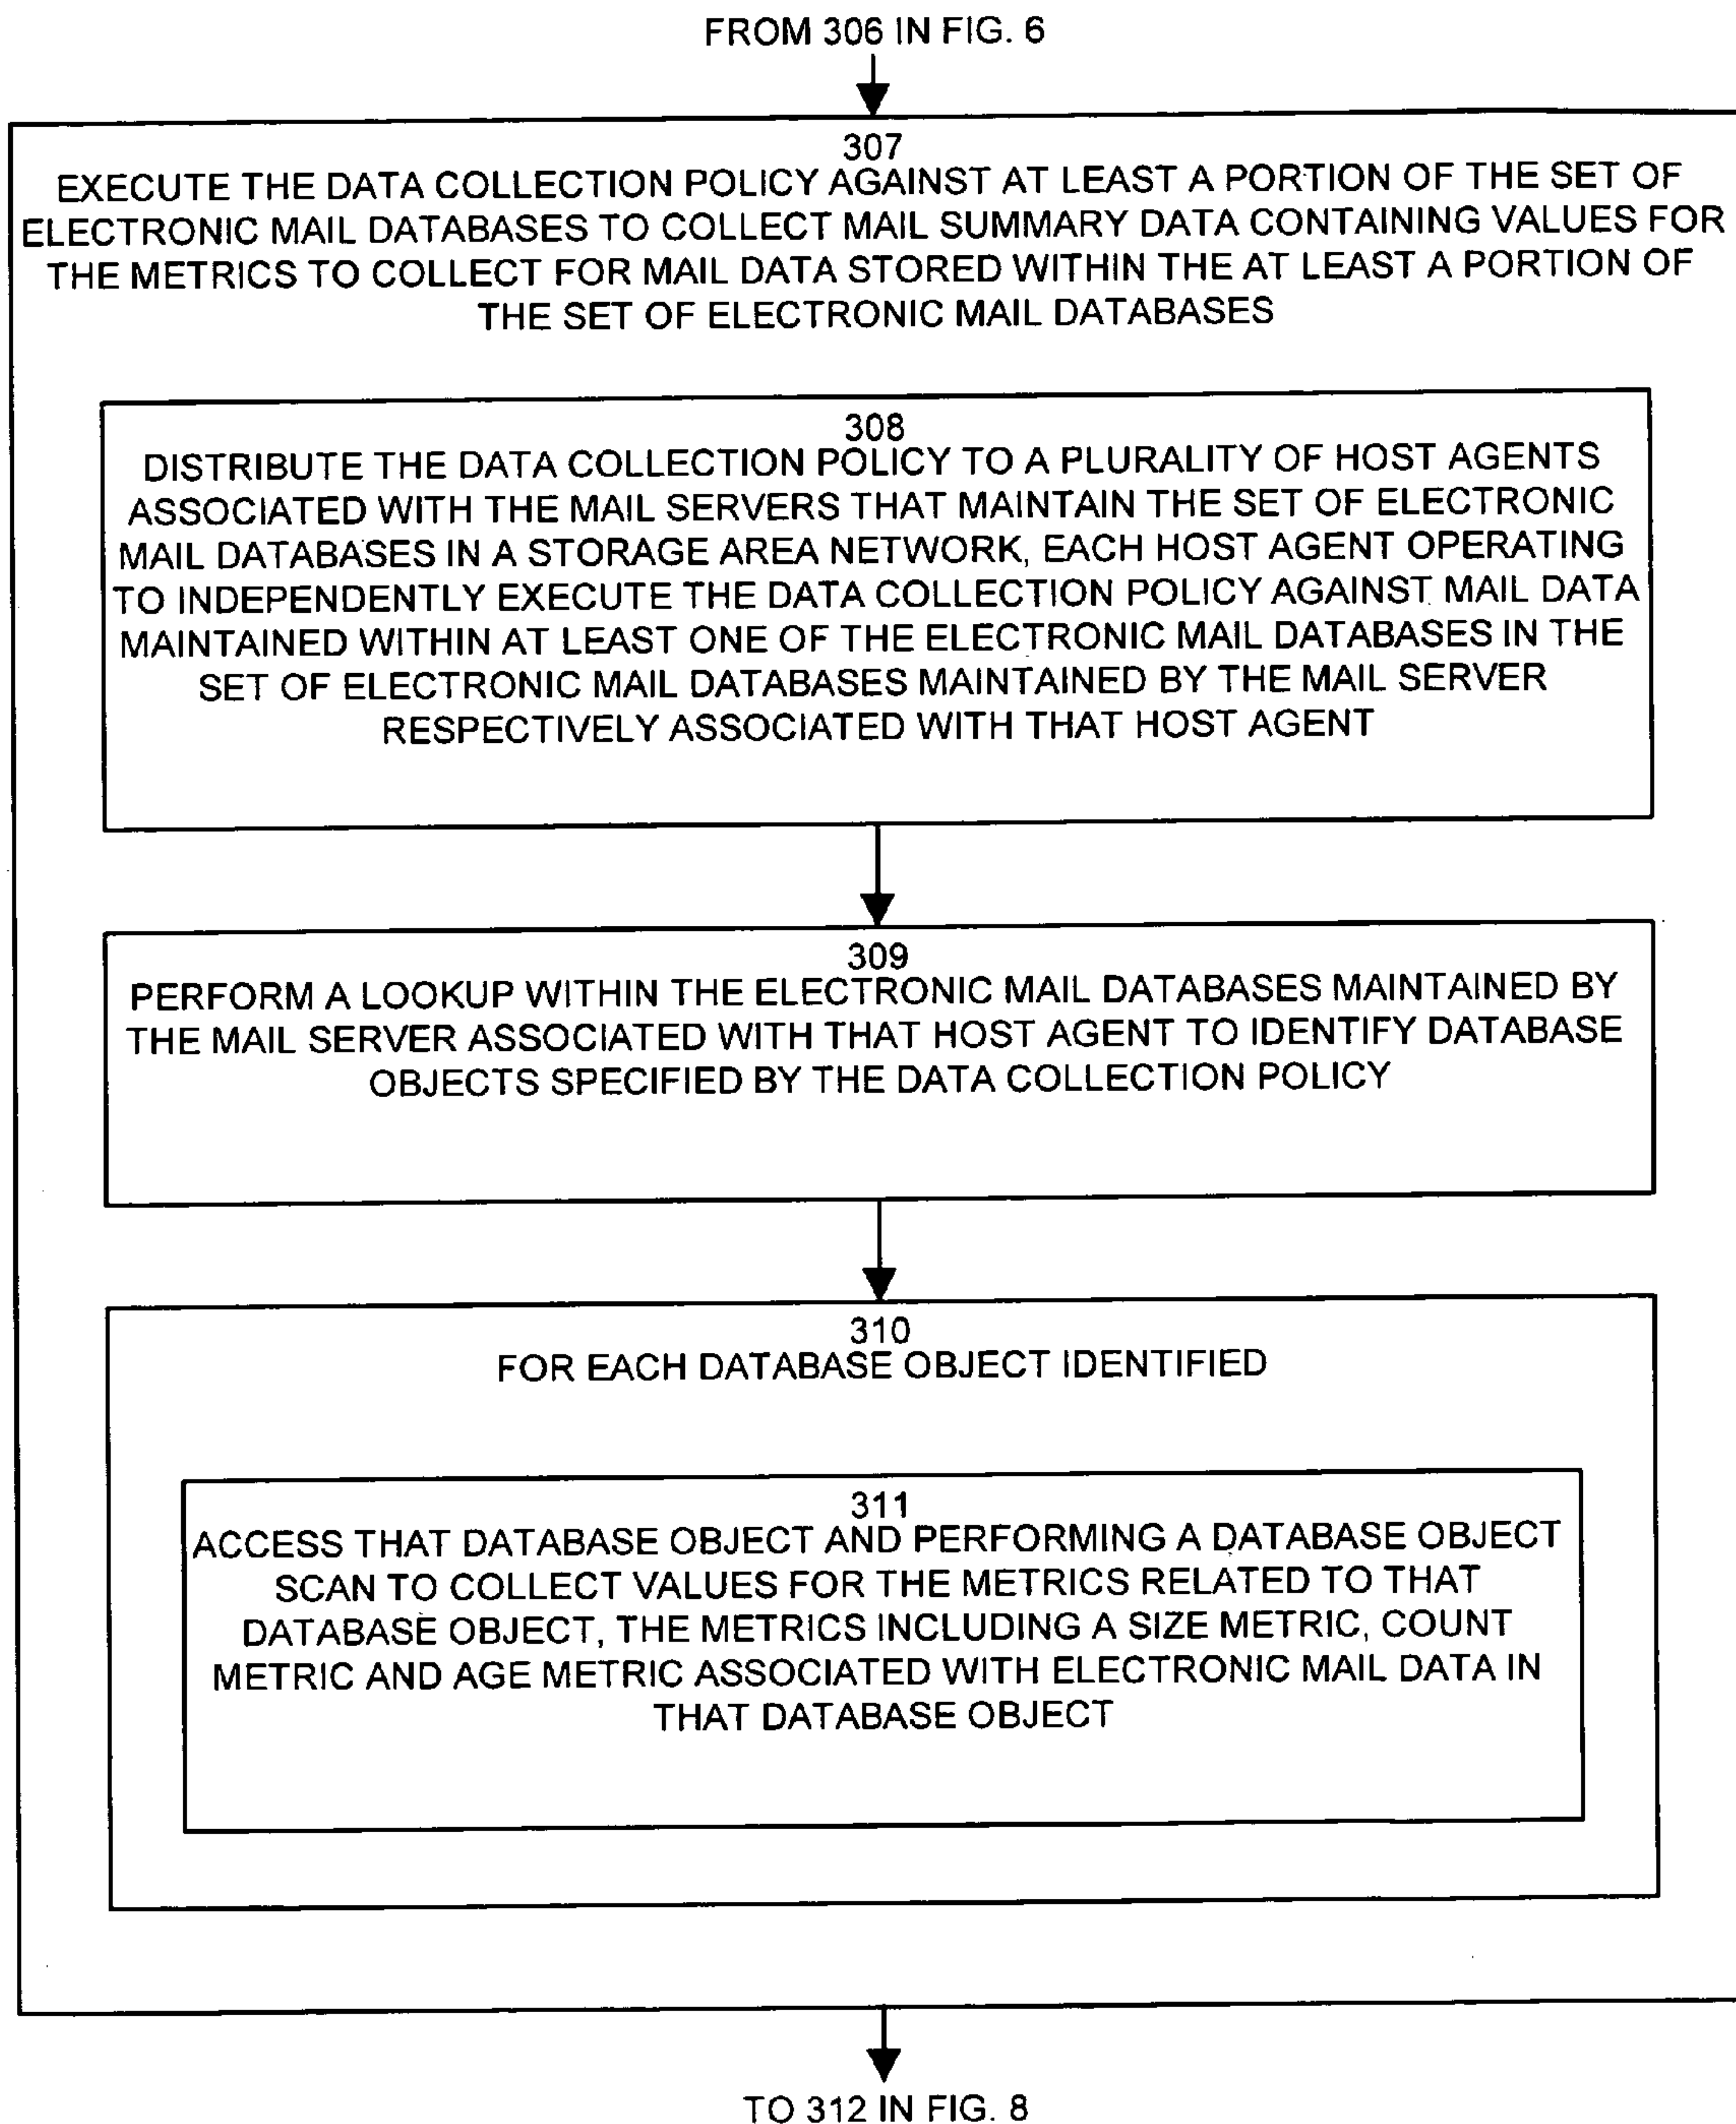 FROM 306 IN FIG. 6
307
EXECUTE THE DATA COLLECTION POLICY AGAINST AT LEAST A PORTION OF THE SET OF
ELECTRONIC MAIL DATABASES TO COLLECT MAIL SUMMARY DATA CONTAINING VALUES FOR
THE METRICS TO COLLECT FOR MAIL DATA STORED WITHIN THE AT LEAST A PORTION OF
THE SET OF ELECTRONIC MAIL DATABASES
308
DISTRIBUTE THE DATA COLLECTION POLICY TO A PLURALITY OF HOST AGENTS
ASSOCIATED WITH THE MAIL SERVERS THAT MAINTAIN THE SET OF ELECTRONIC
MAIL DATABASES IN A STORAGE AREA NETWORK, EACH HOST AGENT OPERATING
TO INDEPENDENTLY EXECUTE THE DATA COLLECTION POLICY AGAINST MAIL DATA
MAINTAINED WITHIN AT LEAST ONE OF THE ELECTRONIC MAIL DATABASES IN THE
SET OF ELECTRONIC MAIL DATABASES MAINTAINED BY THE MAIL SERVER
RESPECTIVELY ASSOCIATED WITH THAT HOST AGENT
309
PERFORM A LOOKUP WITHIN THE ELECTRONIC MAIL DATABASES MAINTAINED BY
THE MAIL SERVER ASSOCIATED WITH THAT HOST AGENT TO IDENTIFY DATABASE
OBJECTS SPECIFIED BY THE DATA COLLECTION POLICY
310
FOR EACH DATABASE OBJECT IDENTIFIED
311
ACCESS THAT DATABASE OBJECT AND PERFORMING A DATABASE OBJECT
SCAN TO COLLECT VALUES FOR THE METRICS RELATED TO THAT
DATABASE OBJECT, THE METRICS INCLUDING A SIZE METRIC, COUNT
METRIC AND AGE METRIC ASSOCIATED WITH ELECTRONIC MAIL DATA IN
THAT DATABASE OBJECT
TO 312 IN FIG. 8